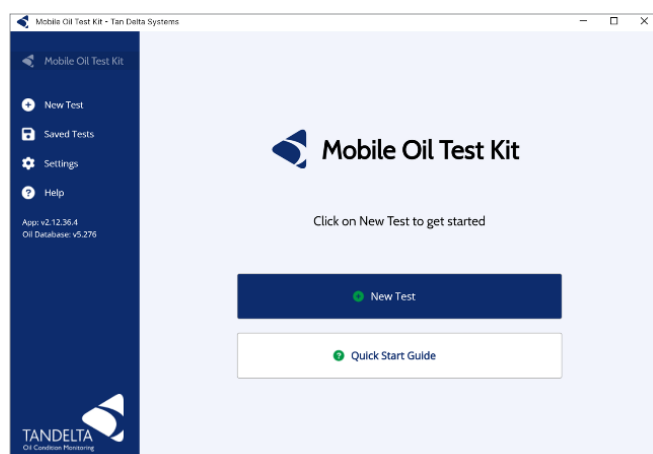 Mobile Oil Test Kit - Tan Delta Systems
Mobile Oil Test Kit
New Test
Saved Tests
Settings
Help
App: v2.12.36.4
Oil Database: v5.276
TANDELTA
Oil Condition Monitoring
Mobile Oil Test Kit
Click on New Test to get started
New Test
Quick Start Guide